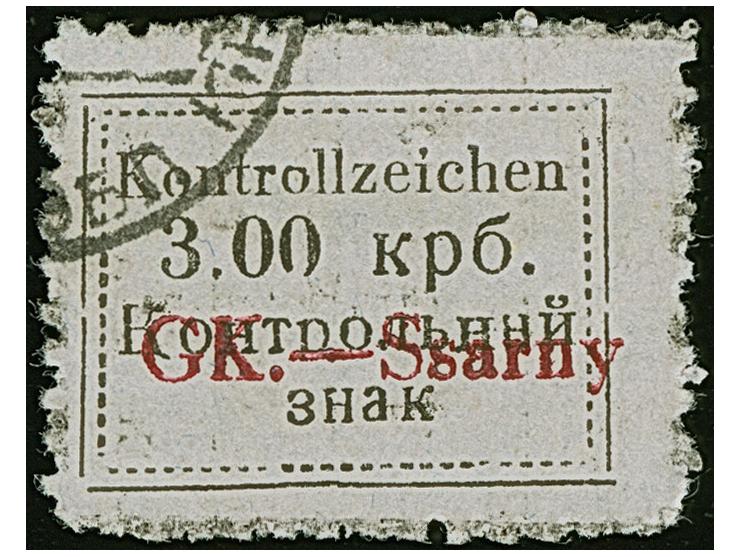 Kontrollzeichen
3.00 крб.
Контрольний
GK.—Ssarny
знак